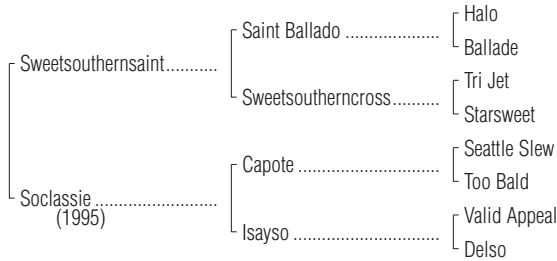 Halo
Saint Ballado ....................
Ballade
Sweetsouthernsaint...........
Tri Jet
Sweetsoutherncross..........
Starsweet
Seattle Slew
Capote ..............................
Too Bald
Soclassie ..........................
(1995)
Valid Appeal
Isayso ...............................
Delso